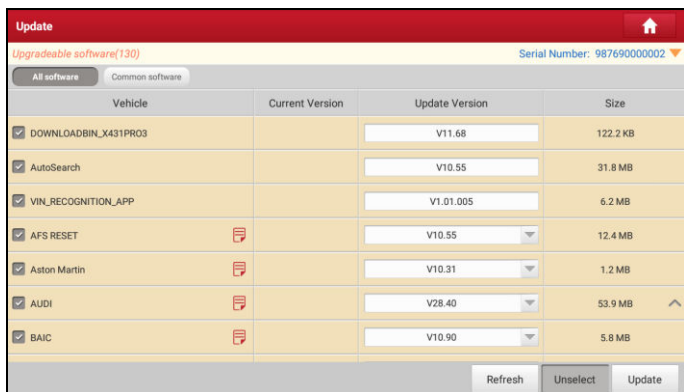 Update
Upgradeable software(130) Serial Number: 987690000002
All software Common software
Vehicle Current Version Update Version Size
DOWNLOADBIN_X431PRO3 V11.68 122.2 KB
AutoSearch V10.55 31.8 MB
VIN_RECOGNITION_APP V1.01.005 6.2 MB
AFS RESET V10.55 12.4 MB
Aston Martin V10.31 1.2 MB
AUDI V28.40 53.9 MB
BAIC V10.90 5.8 MB
Refresh Unselect Update